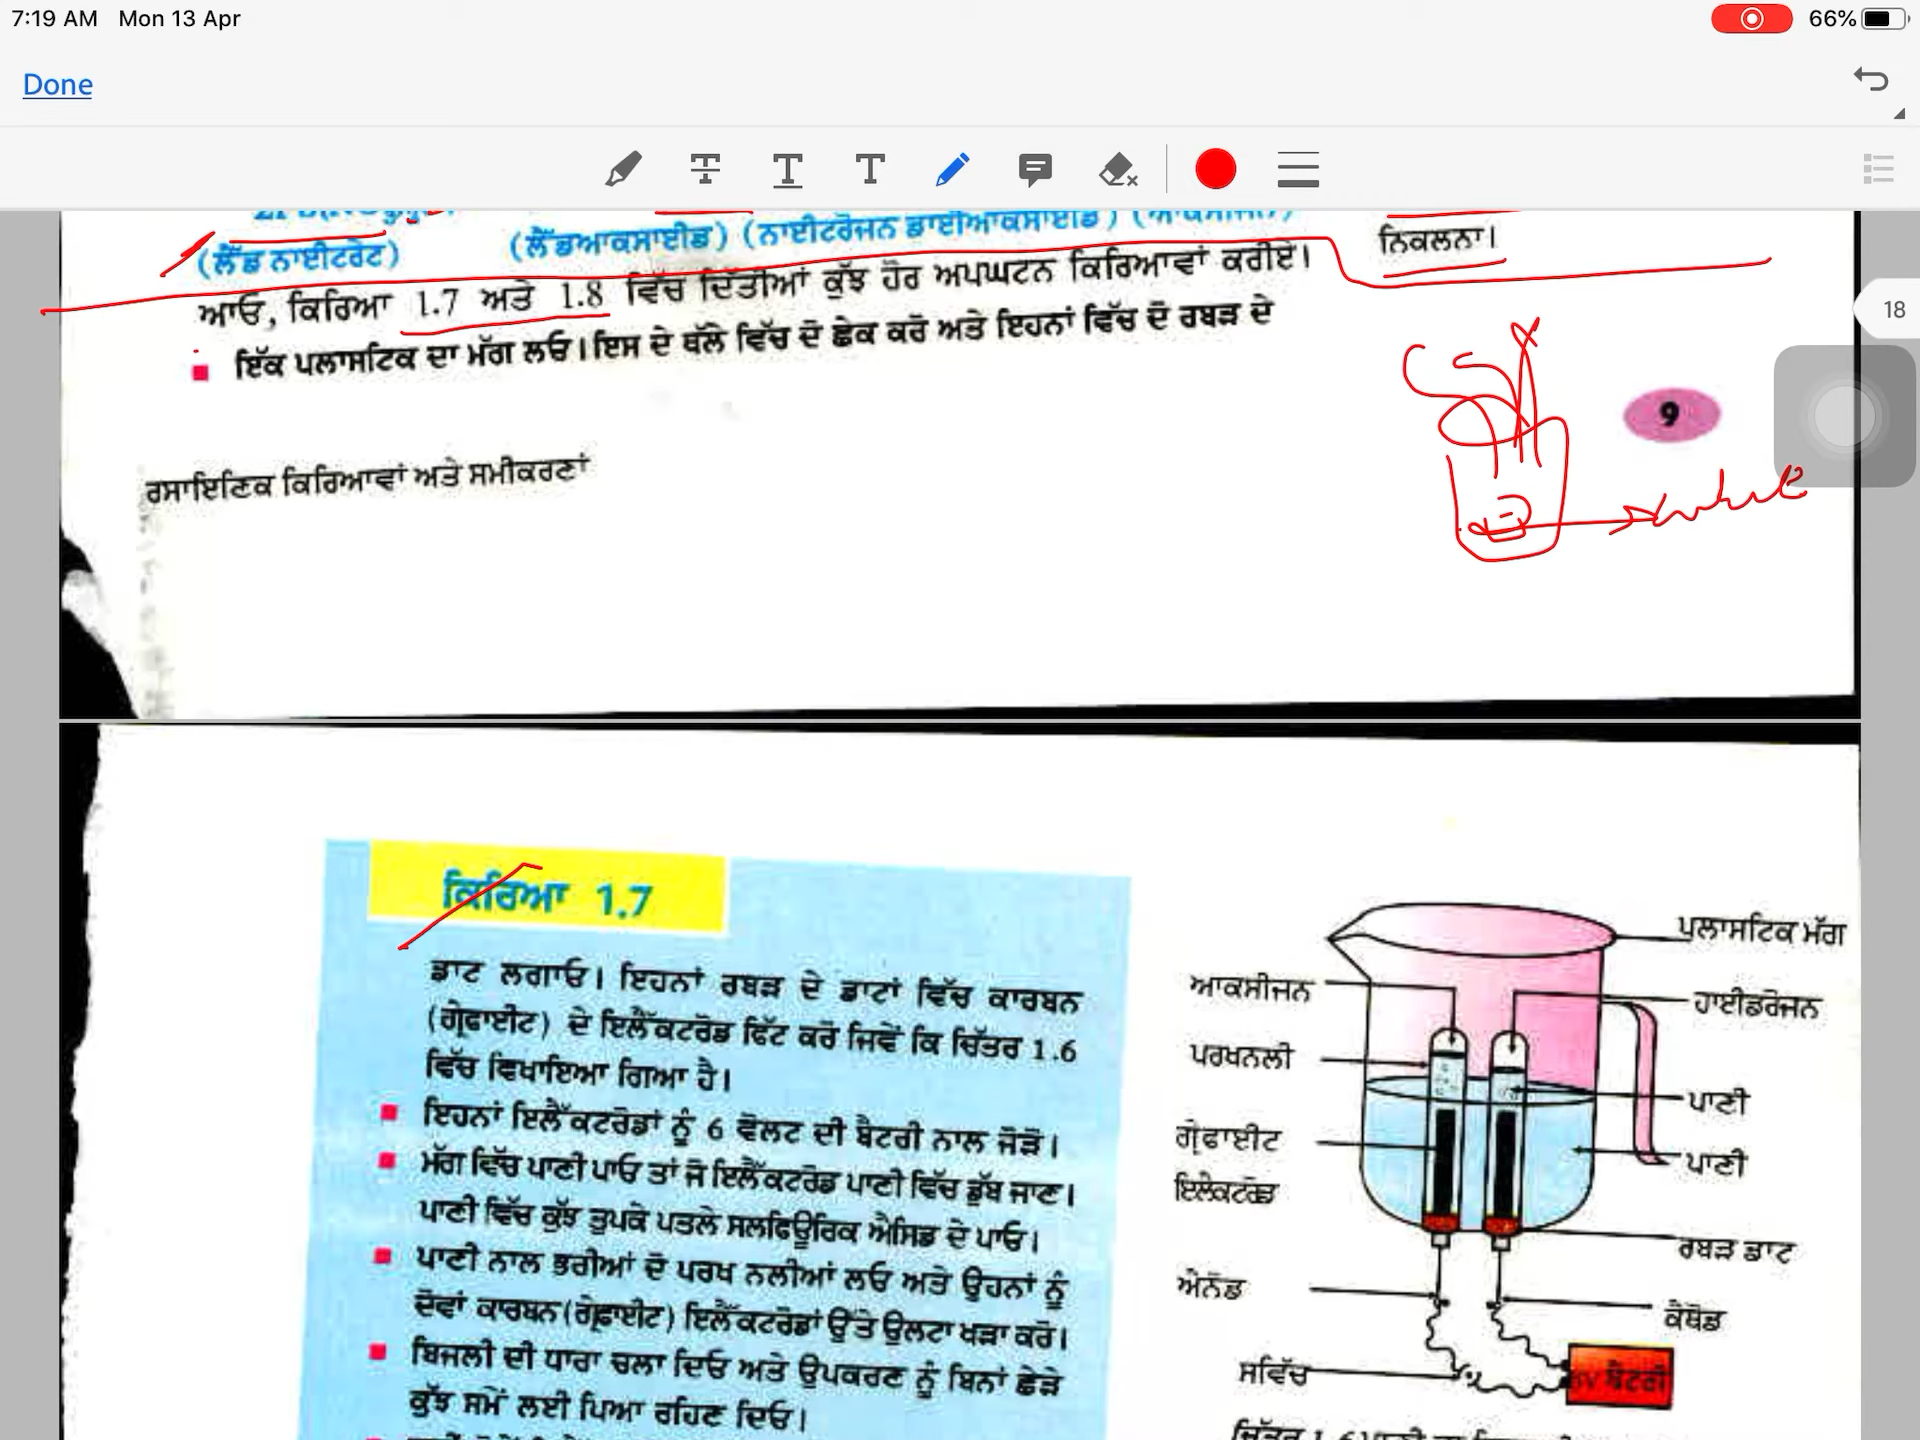 7:19 AM Mon 13 Apr
66%
Done
(ਲੈੱਡ ਨਾਈਟਰੇਟ) (ਲੈੱਡਆਕਸਾਈਡ) (ਨਾਈਟਰੋਜਨ ਡਾਈਆਕਸਾਈਡ) (ਆਕਸੀਜਨ)
ਨਿਕਲਨਾ।
ਆਓ, ਕਿਰਿਆ 1.7 ਅਤੇ 1.8 ਵਿੱਚ ਦਿੱਤੀਆਂ ਕੁੱਝ ਹੋਰ ਅਪਘਟਨ ਕਿਰਿਆਵਾਂ ਕਰੀਏ।
18
ਇੱਕ ਪਲਾਸਟਿਕ ਦਾ ਮੱਗ ਲਓ। ਇਸ ਦੇ ਥੱਲੇ ਵਿੱਚ ਦੋ ਛੇਕ ਕਰੋ ਅਤੇ ਇਹਨਾਂ ਵਿੱਚ ਦੋ ਰਬੜ ਦੇ
9
ਰਸਾਇਣਿਕ ਕਿਰਿਆਵਾਂ ਅਤੇ ਸਮੀਕਰਣਾਂ
ਕਿਰਿਆ 1.7
ਡਾਟ ਲਗਾਓ। ਇਹਨਾਂ ਰਬੜ ਦੇ ਡਾਟਾਂ ਵਿੱਚ ਕਾਰਬਨ
(ਗ੍ਰੇਫਾਈਟ) ਦੇ ਇਲੈੱਕਟਰੋਡ ਫਿੱਟ ਕਰੋ ਜਿਵੇਂ ਕਿ ਚਿੱਤਰ 1.6
ਵਿੱਚ ਵਿਖਾਇਆ ਗਿਆ ਹੈ।
ਇਹਨਾਂ ਇਲੈੱਕਟਰੋਡਾਂ ਨੂੰ 6 ਵੋਲਟ ਦੀ ਬੈਟਰੀ ਨਾਲ ਜੋੜੋ।
ਮੱਗ ਵਿੱਚ ਪਾਣੀ ਪਾਓ ਤਾਂ ਜੋ ਇਲੈੱਕਟਰੋਡ ਪਾਣੀ ਵਿੱਚ ਡੁੱਬ ਜਾਣ।
ਪਾਣੀ ਵਿੱਚ ਕੁੱਝ ਤੁਪਕੇ ਪਤਲੇ ਸਲਫਿਊਰਿਕ ਐਸਿਡ ਦੇ ਪਾਓ।
ਪਾਣੀ ਨਾਲ ਭਰੀਆਂ ਦੋ ਪਰਖ ਨਲੀਆਂ ਲਓ ਅਤੇ ਉਹਨਾਂ ਨੂੰ
ਦੋਵਾਂ ਕਾਰਬਨ (ਗ੍ਰੇਫਾਈਟ) ਇਲੈੱਕਟਰੋਡਾਂ ਉੱਤੇ ਉਲਟਾ ਖੜਾ ਕਰੋ।
ਬਿਜਲੀ ਦੀ ਧਾਰਾ ਚਲਾ ਦਿਓ ਅਤੇ ਉਪਕਰਣ ਨੂੰ ਬਿਨਾਂ ਛੇੜੇ
ਕੁੱਝ ਸਮੇਂ ਲਈ ਪਿਆ ਰਹਿਣ ਦਿਓ।
ਪਲਾਸਟਿਕ ਮੱਗ
ਆਕਸੀਜਨ
ਹਾਈਡਰੋਜਨ
ਪਰਖਨਲੀ
ਪਾਣੀ
ਗ੍ਰੇਫਾਈਟ
ਪਾਣੀ
ਇਲੈਕਟਰੋਡ
ਰਬੜ ਡਾਟ
ਐਨੋਡ
ਕੈਥੋਡ
ਸਵਿੱਚ
6V ਬੈਟਰੀ